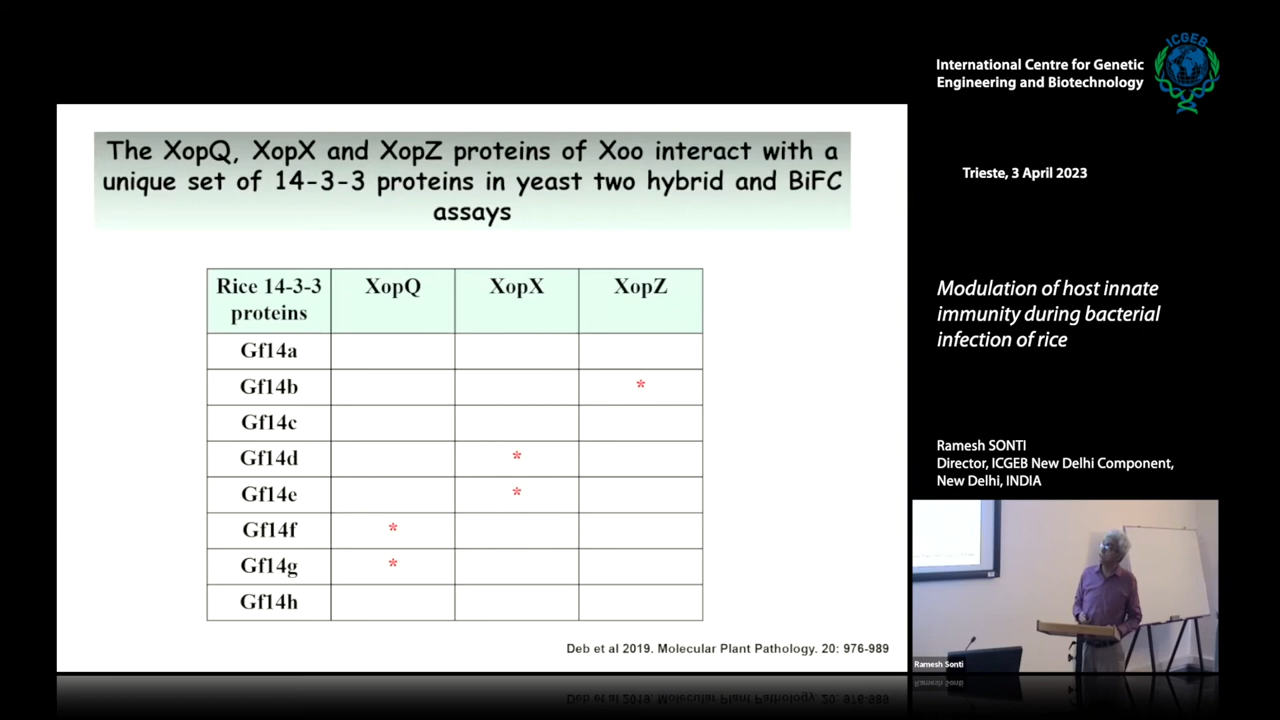 ICGEB
International Centre for Genetic
Engineering and Biotechnology
Trieste, 3 April 2023
The XopQ, XopX and XopZ proteins of Xoo interact with a
unique set of 14-3-3 proteins in yeast two hybrid and BiFC
assays
Rice 14-3-3 proteins XopQ XopX XopZ
Gf14a
Gf14b *
Gf14c
Gf14d *
Gf14e *
Gf14f *
Gf14g *
Gf14h
Deb et al 2019. Molecular Plant Pathology. 20: 976-989
Modulation of host innate
immunity during bacterial
infection of rice
Ramesh SONTI
Director, ICGEB New Delhi Component,
New Delhi, INDIA
Ramesh Sonti